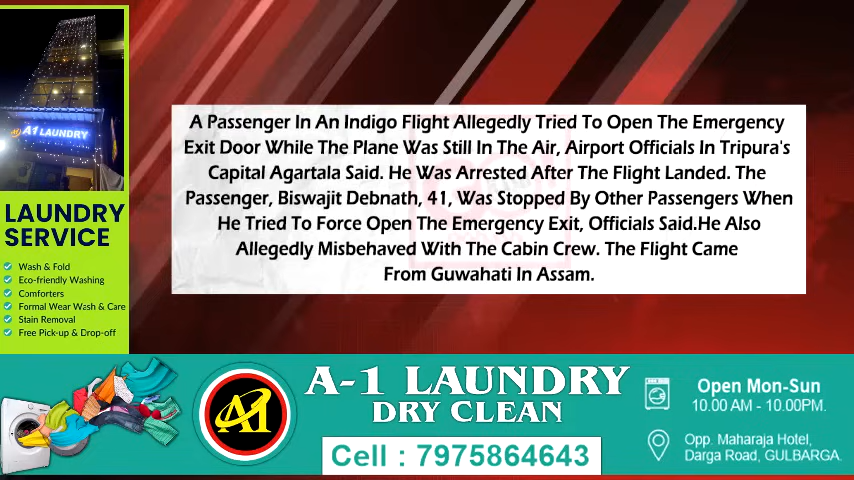 A1 LAUNDRY
LAUNDRY
SERVICE
Wash & Fold
Eco-friendly Washing
Comforters
Formal Wear Wash & Care
Stain Removal
Free Pick-up & Drop-off
A Passenger In An Indigo Flight Allegedly Tried To Open The Emergency
Exit Door While The Plane Was Still In The Air, Airport Officials In Tripura's
Capital Agartala Said. He Was Arrested After The Flight Landed. The
Passenger, Biswajit Debnath, 41, Was Stopped By Other Passengers When
He Tried To Force Open The Emergency Exit, Officials Said.He Also
Allegedly Misbehaved With The Cabin Crew. The Flight Came
From Guwahati In Assam.
A1
A-1 LAUNDRY
DRY CLEAN
Cell : 7975864643
Open Mon-Sun
10.00 AM - 10.00PM.
Opp. Maharaja Hotel,
Darga Road, GULBARGA.